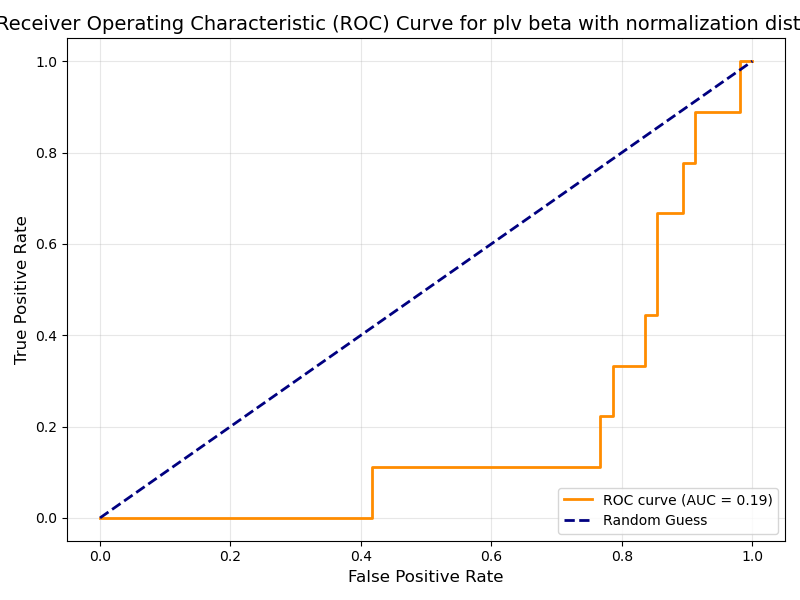 Receiver Operating Characteristic (ROC) Curve for plv beta with normalization dist
1.0
0.8
0.6
0.4
0.2
0.0
True Positive Rate
0.0 0.2 0.4 0.6 0.8 1.0
False Positive Rate
ROC curve (AUC = 0.19)
Random Guess